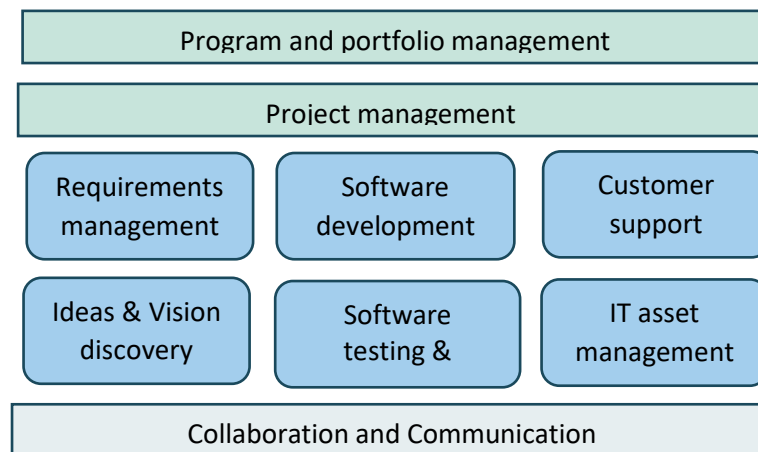 Program and portfolio management
Project management
Requirements
management
Software
development
Customer
support
Ideas & Vision
discovery
Software
testing &
IT asset
management
Collaboration and Communication